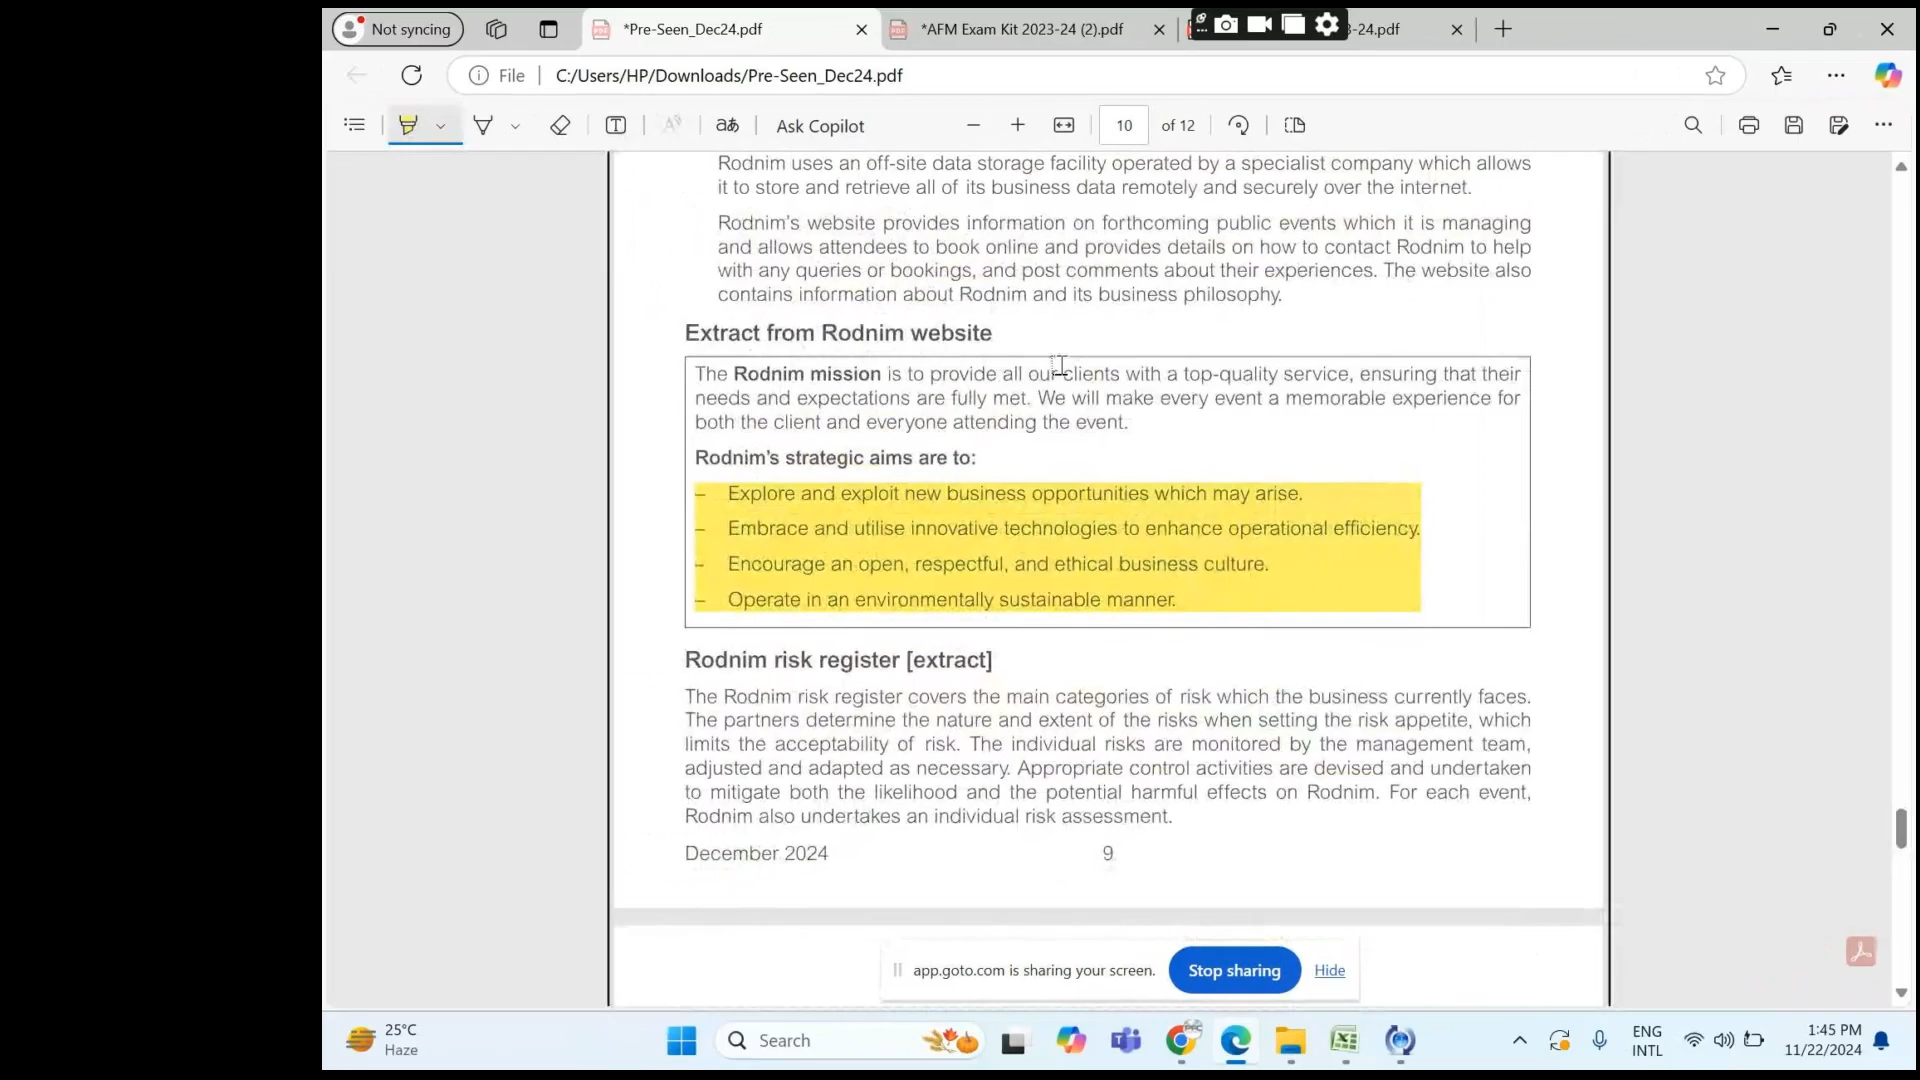 Not syncing
*Pre-Seen_Dec24.pdf
*AFM Exam Kit 2023-24 (2).pdf
3-24.pdf
File
C:/Users/HP/Downloads/Pre-Seen_Dec24.pdf
Ask Copilot
10 of 12
Rodnim uses an off-site data storage facility operated by a specialist company which allows
it to store and retrieve all of its business data remotely and securely over the internet.
Rodnim's website provides information on forthcoming public events which it is managing
and allows attendees to book online and provides details on how to contact Rodnim to help
with any queries or bookings, and post comments about their experiences. The website also
contains information about Rodnim and its business philosophy.
Extract from Rodnim website
The Rodnim mission is to provide all our clients with a top-quality service, ensuring that their
needs and expectations are fully met. We will make every event a memorable experience for
both the client and everyone attending the event.
Rodnim's strategic aims are to:
– Explore and exploit new business opportunities which may arise.
– Embrace and utilise innovative technologies to enhance operational efficiency.
– Encourage an open, respectful, and ethical business culture.
– Operate in an environmentally sustainable manner.
Rodnim risk register [extract]
The Rodnim risk register covers the main categories of risk which the business currently faces.
The partners determine the nature and extent of the risks when setting the risk appetite, which
limits the acceptability of risk. The individual risks are monitored by the management team,
adjusted and adapted as necessary. Appropriate control activities are devised and undertaken
to mitigate both the likelihood and the potential harmful effects on Rodnim. For each event,
Rodnim also undertakes an individual risk assessment.
December 2024 9
app.goto.com is sharing your screen. Stop sharing Hide
25°C
Haze
Search
ENG
INTL
1:45 PM
11/22/2024